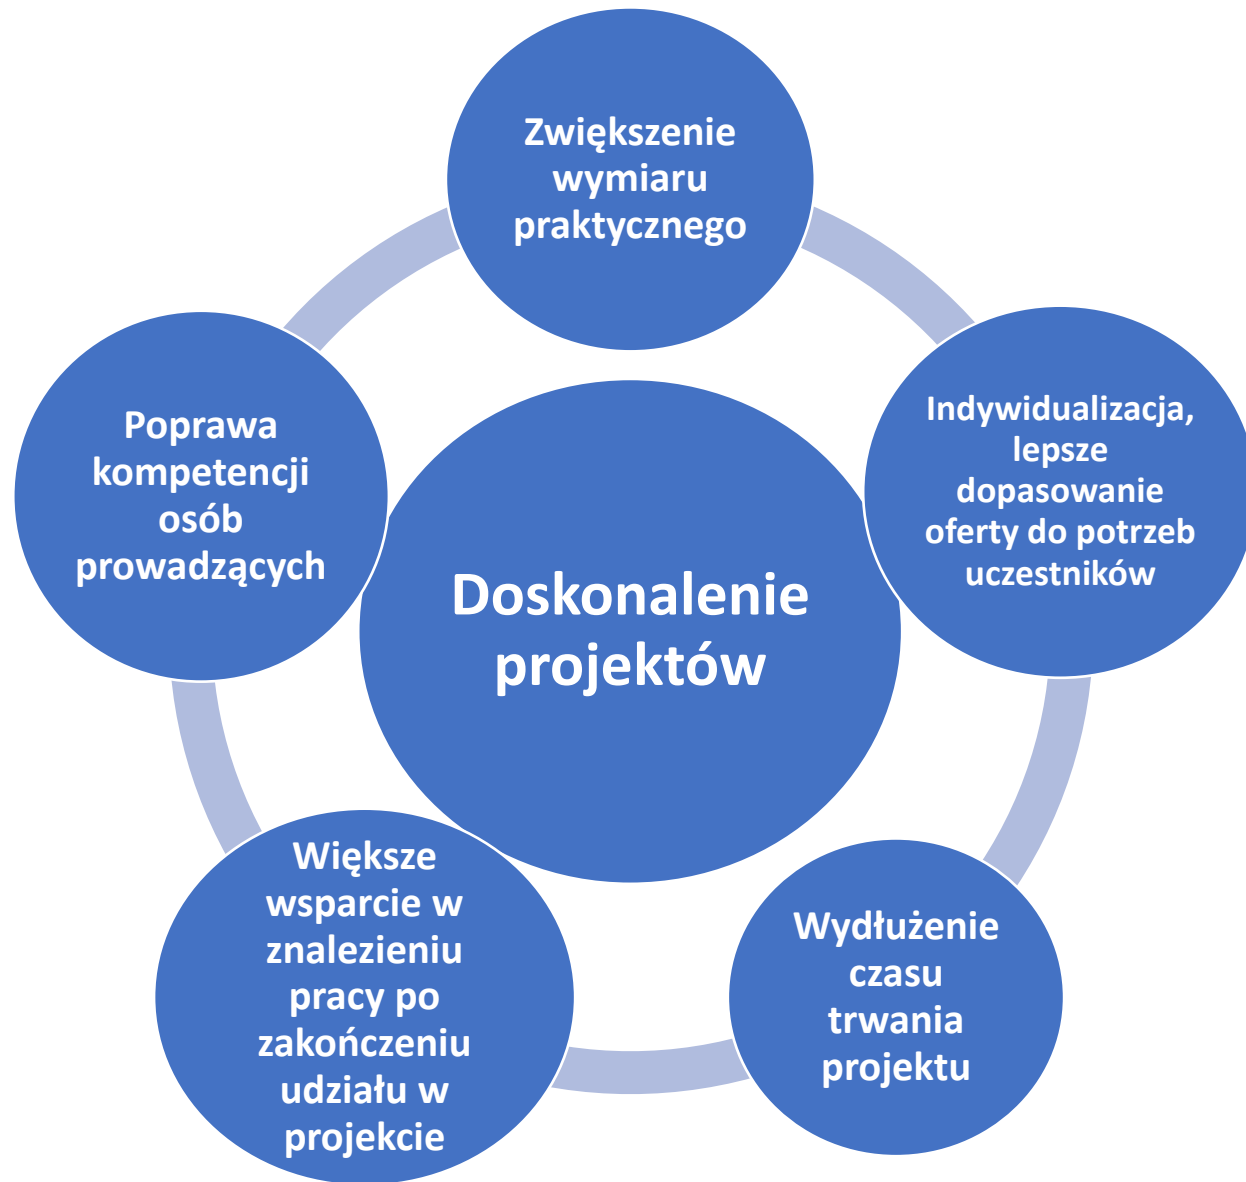 Zwiększenie
wymiaru
praktycznego
Indywidualizacja,
lepsze
dopasowanie
oferty do potrzeb
uczestników
Wydłużenie
czasu
trwania
projektu
Większe
wsparcie w
znalezieniu
pracy po
zakończeniu
udziału w
projekcie
Poprawa
kompetencji
osób
prowadzących
Doskonalenie
projektów